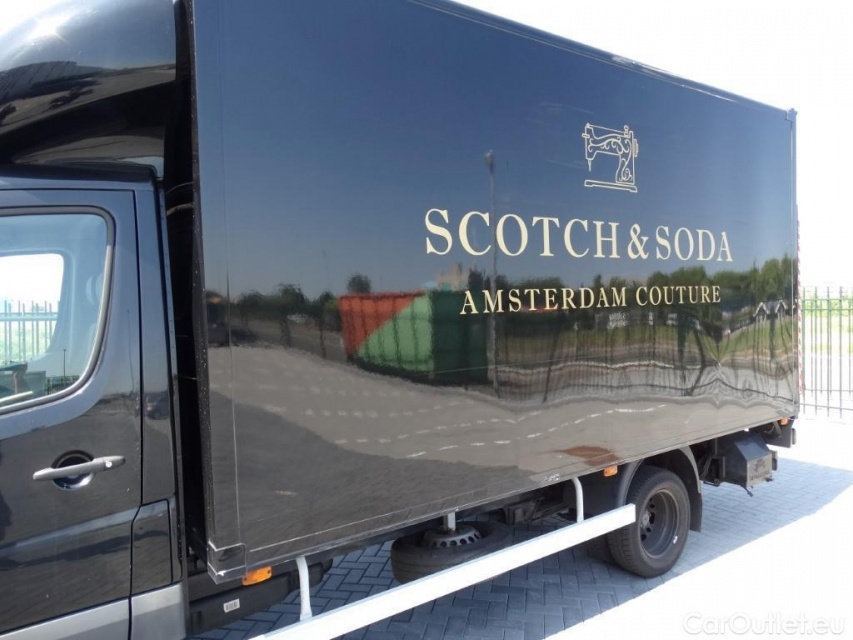 SCOTCH & SODA
AMSTERDAM COUTURE
CarOutlet.eu